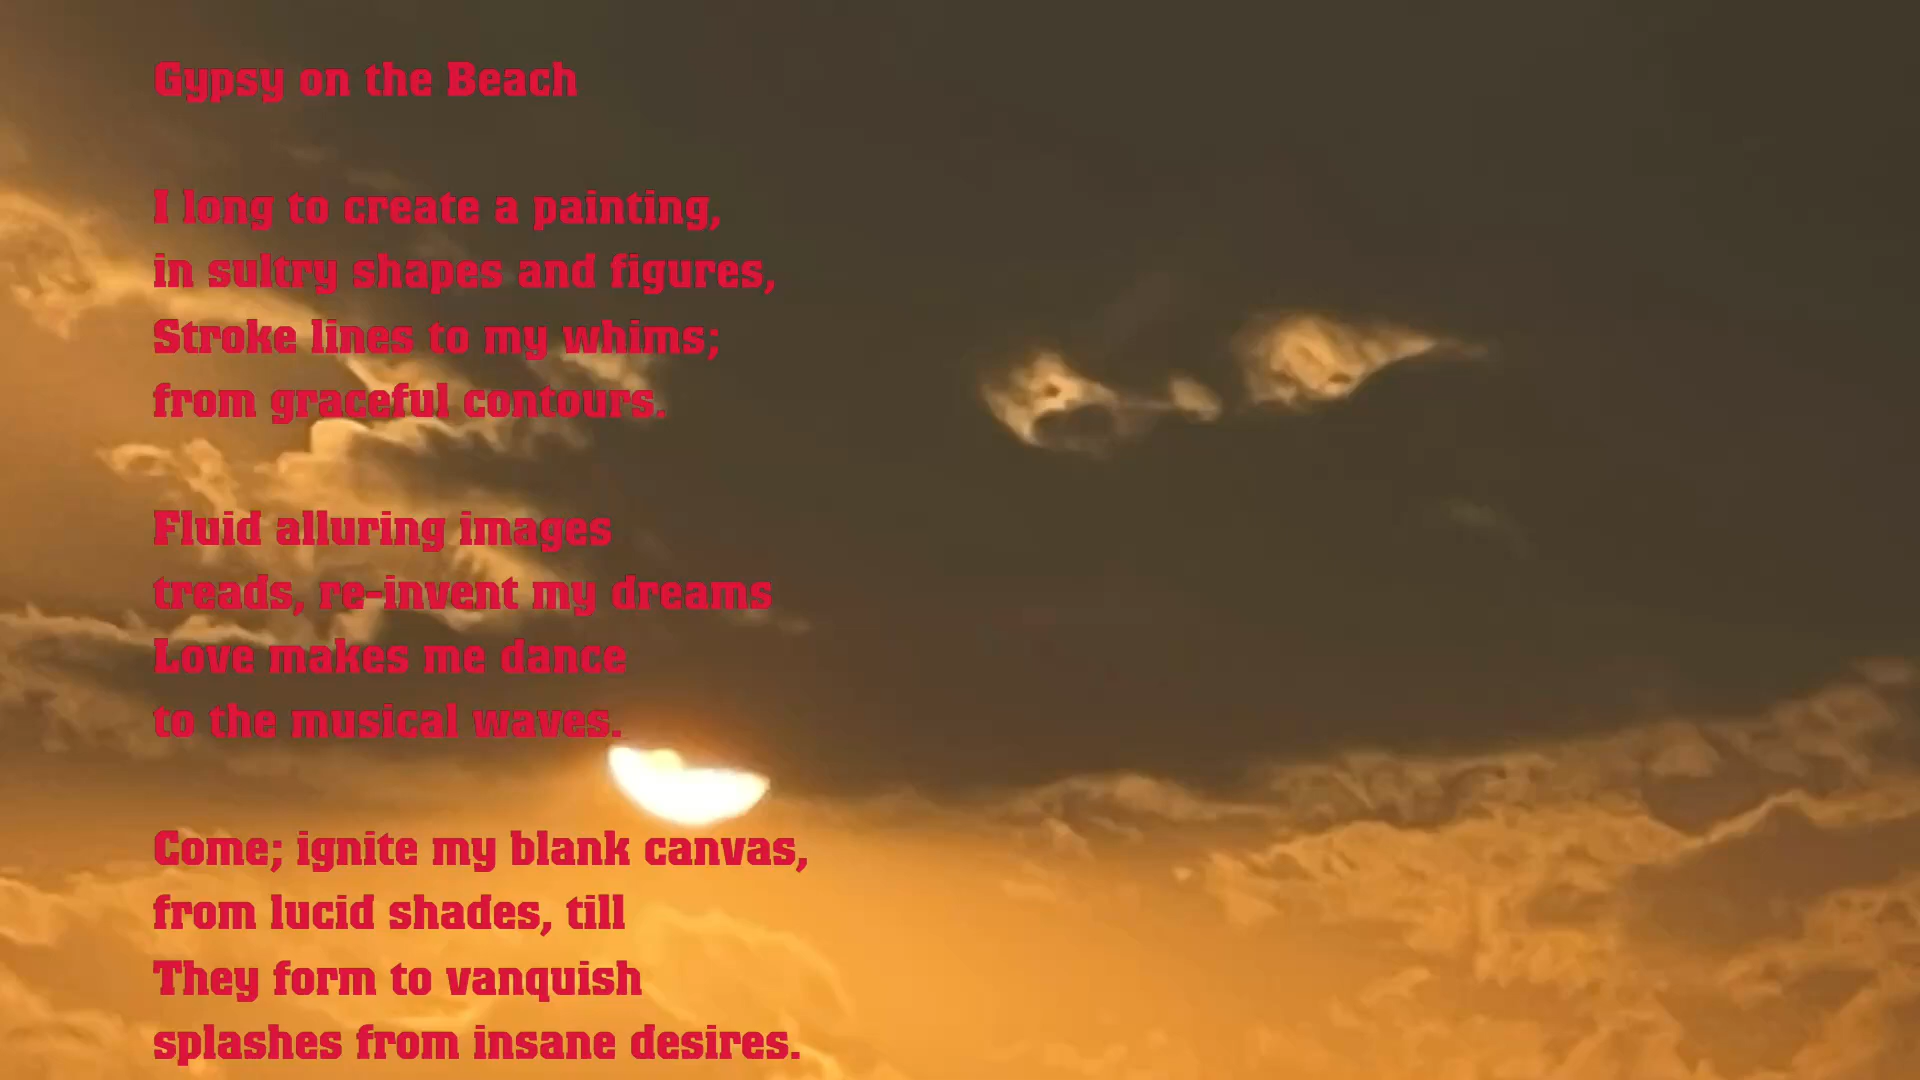 Gypsy on the Beach
I long to create a painting,
in sultry shapes and figures,
Stroke lines to my whims;
from graceful contours.
Fluid alluring images
treads, re-invent my dreams
Love makes me dance
to the musical waves.
Come; ignite my blank canvas,
from lucid shades, till
They form to vanquish
splashes from insane desires.